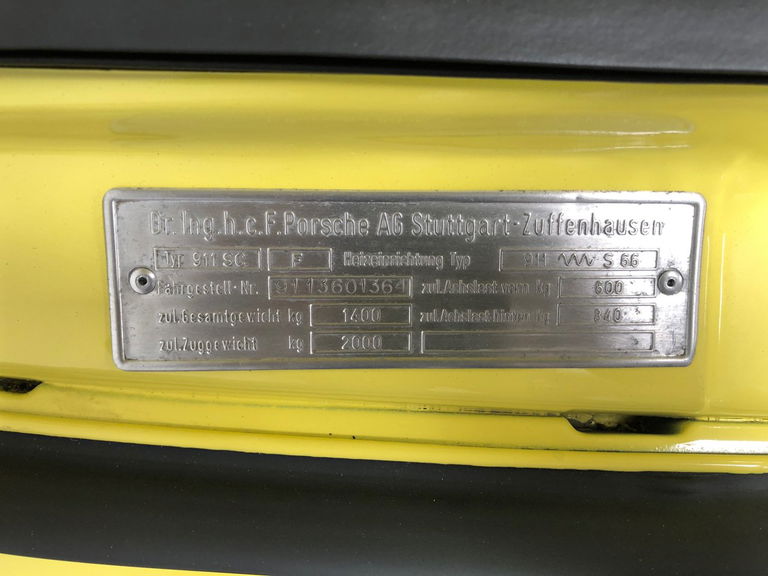 Dr. Ing. h. c. F. Porsche AG Stuttgart-Zuffenhausen
Typ 911 SC F Heizeinrichtung Typ 911 S 66
Fahrgestell-Nr. 9113601364 zul. Achslast vorn kg 600
zul. Gesamtgewicht kg 1400 zul. Achslast hinten kg 840
zul. Zuggewicht kg 2000